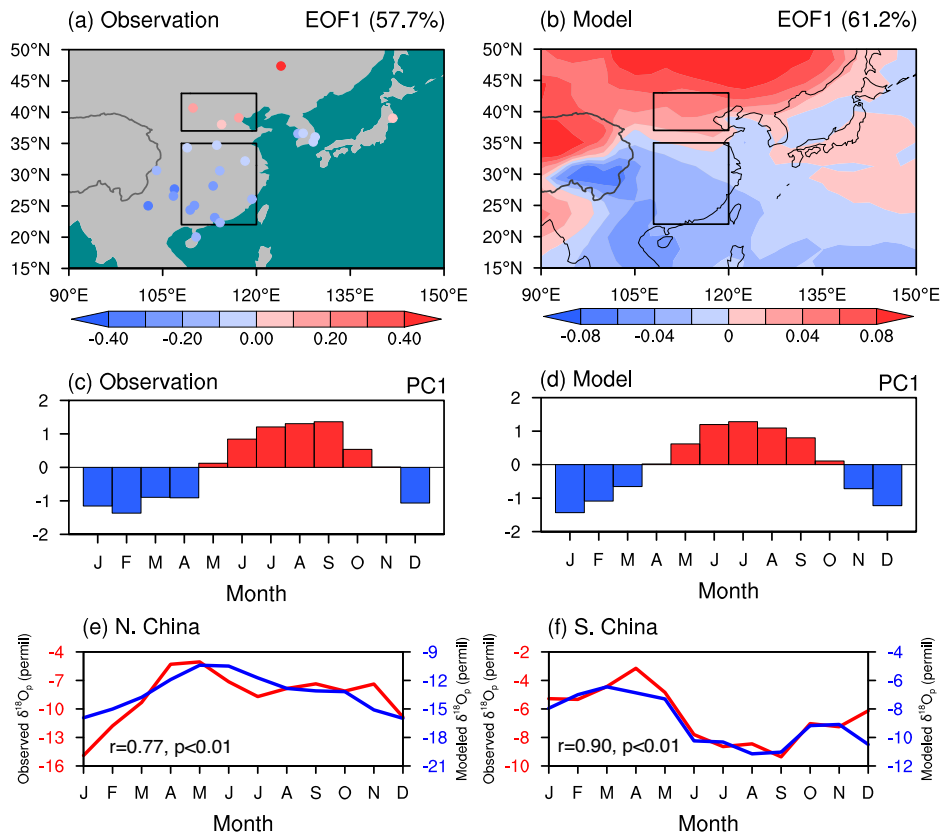 (a) Observation EOF1 (57.7%)
50°N
45°N
40°N
35°N
30°N
25°N
20°N
15°N
90°E 105°E 120°E 135°E 150°E
-0.40 -0.20 0.00 0.20 0.40
(b) Model EOF1 (61.2%)
50°N
45°N
40°N
35°N
30°N
25°N
20°N
15°N
90°E 105°E 120°E 135°E 150°E
-0.08 -0.04 0 0.04 0.08
(c) Observation PC1
2
1
0
-1
-2
J F M A M J J A S O N D
Month
(d) Model PC1
2
1
0
-1
-2
J F M A M J J A S O N D
Month
(e) N. China
Observed δ¹⁸Oₚ (permil)
-4
-7
-10
-13
-16
r=0.77, p<0.01
-9
-12
-15
-18
-21
Modeled δ¹⁸Oₚ (permil)
J F M A M J J A S O N D
Month
(f) S. China
Observed δ¹⁸Oₚ (permil)
-2
-4
-6
-8
-10
r=0.90, p<0.01
-4
-6
-8
-10
-12
Modeled δ¹⁸Oₚ (permil)
J F M A M J J A S O N D
Month